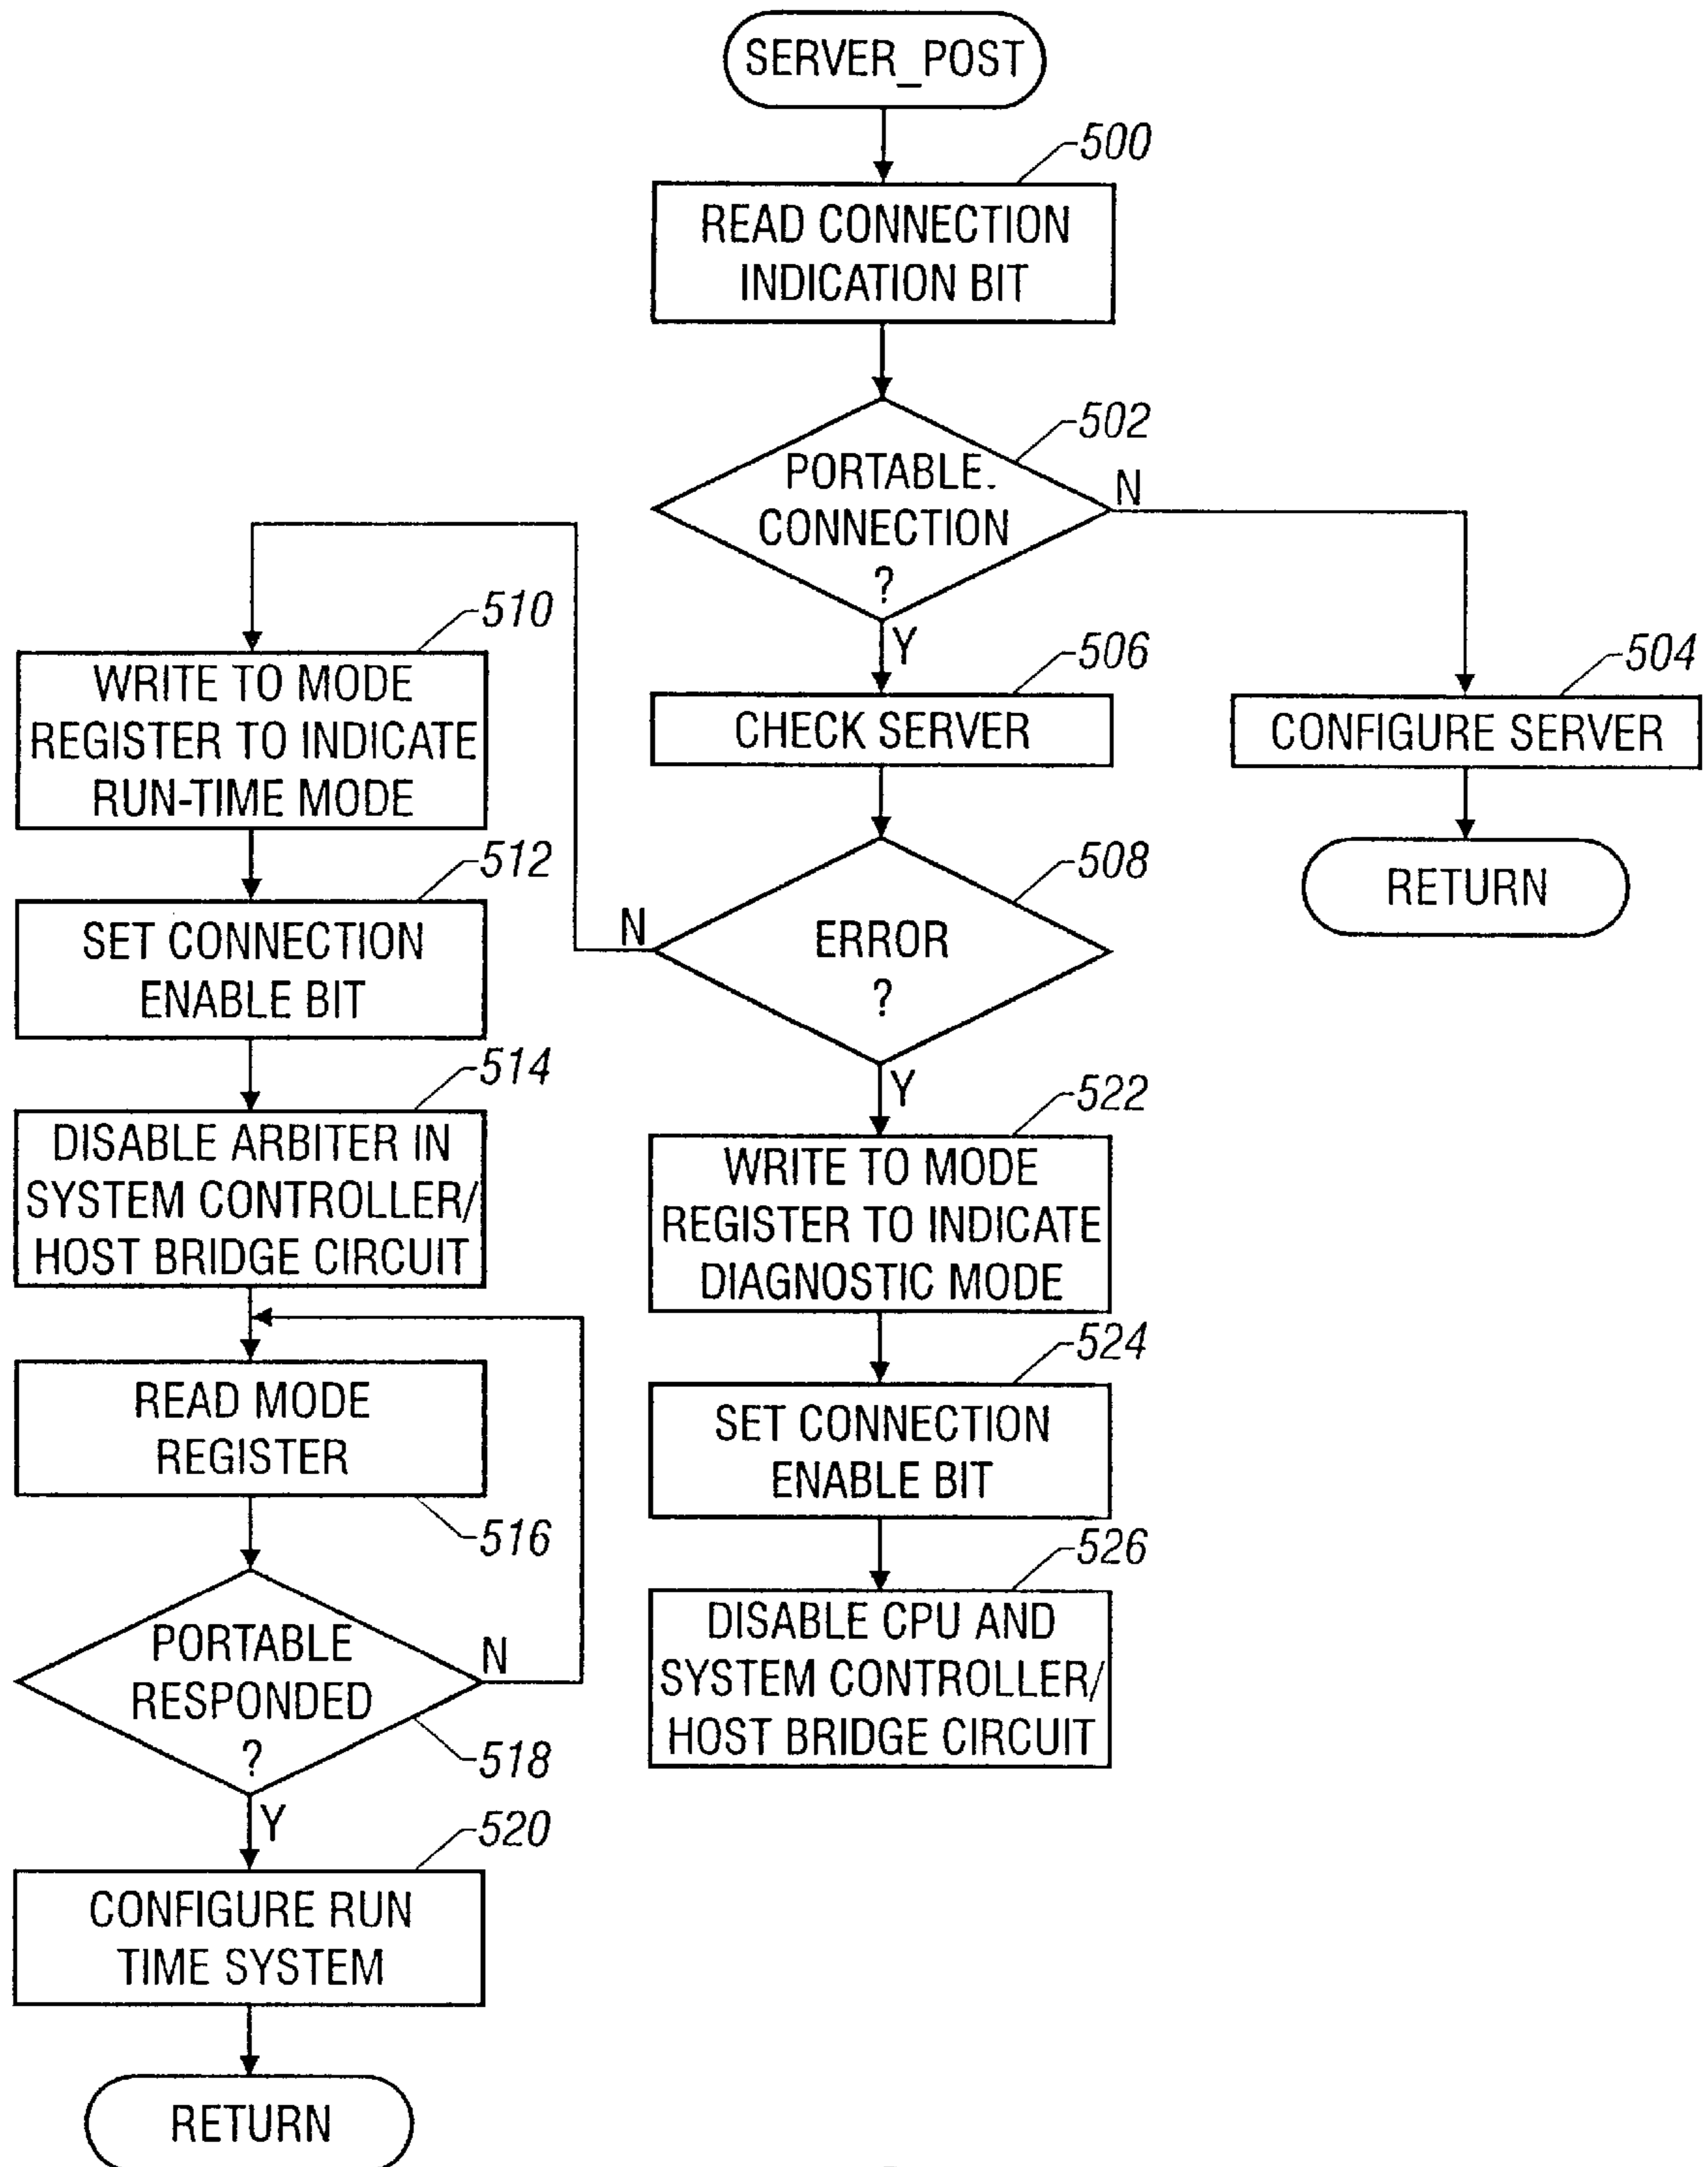 SERVER_POST
500
READ CONNECTION
INDICATION BIT
502
PORTABLE.
CONNECTION
?
N
Y
504
CONFIGURE SERVER
RETURN
506
CHECK SERVER
508
ERROR
?
N
Y
510
WRITE TO MODE
REGISTER TO INDICATE
RUN-TIME MODE
512
SET CONNECTION
ENABLE BIT
514
DISABLE ARBITER IN
SYSTEM CONTROLLER/
HOST BRIDGE CIRCUIT
READ MODE
REGISTER
516
PORTABLE
RESPONDED
?
N
518
Y
520
CONFIGURE RUN
TIME SYSTEM
RETURN
522
WRITE TO MODE
REGISTER TO INDICATE
DIAGNOSTIC MODE
524
SET CONNECTION
ENABLE BIT
526
DISABLE CPU AND
SYSTEM CONTROLLER/
HOST BRIDGE CIRCUIT